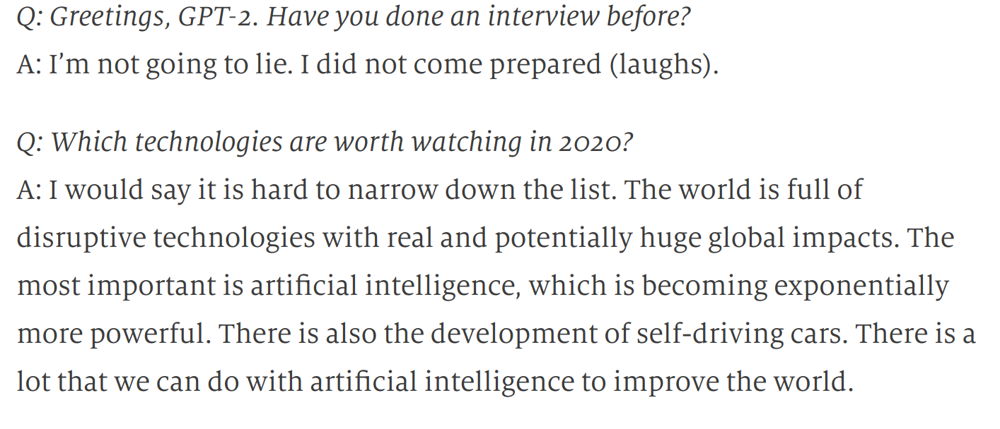 Q: Greetings, GPT-2. Have you done an interview before?
A: I’m not going to lie. I did not come prepared (laughs).
Q: Which technologies are worth watching in 2020?
A: I would say it is hard to narrow down the list. The world is full of
disruptive technologies with real and potentially huge global impacts. The
most important is artificial intelligence, which is becoming exponentially
more powerful. There is also the development of self-driving cars. There is a
lot that we can do with artificial intelligence to improve the world.